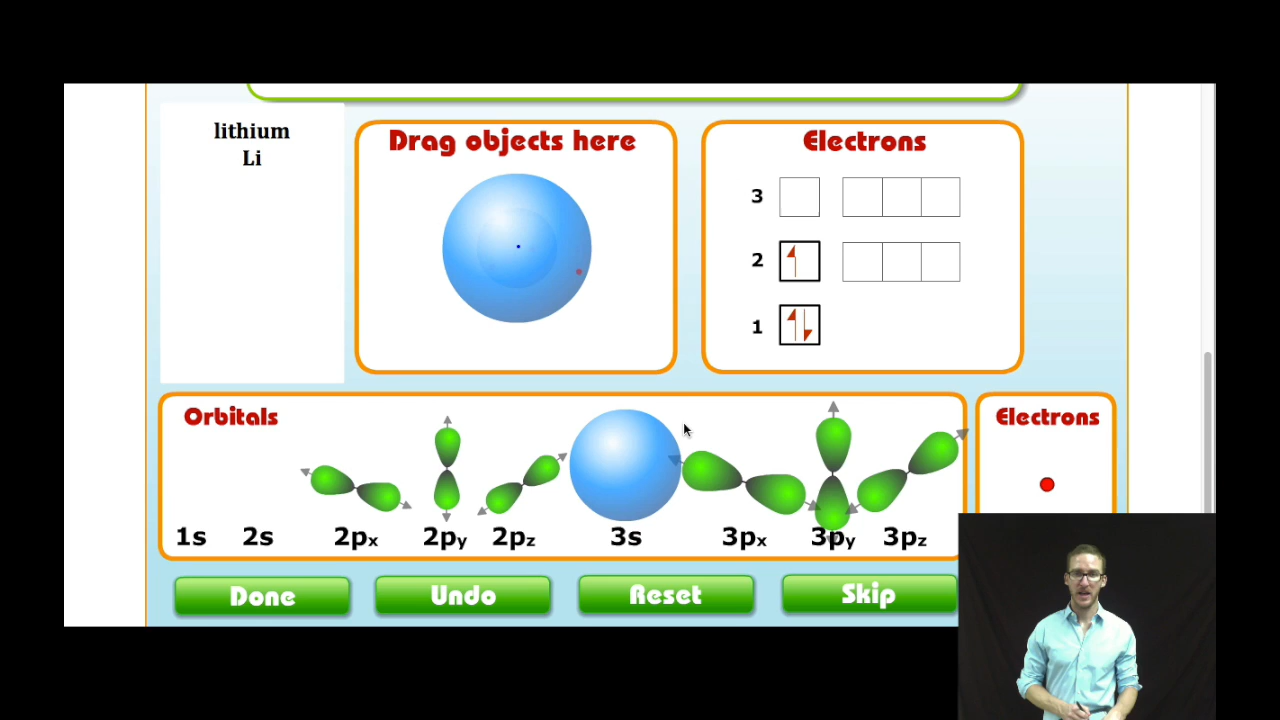 lithium
Li
Drag objects here
Electrons
3
2
1
Orbitals
Electrons
1s 2s 2px 2py 2pz 3s 3px 3py 3pz
Done Undo Reset Skip